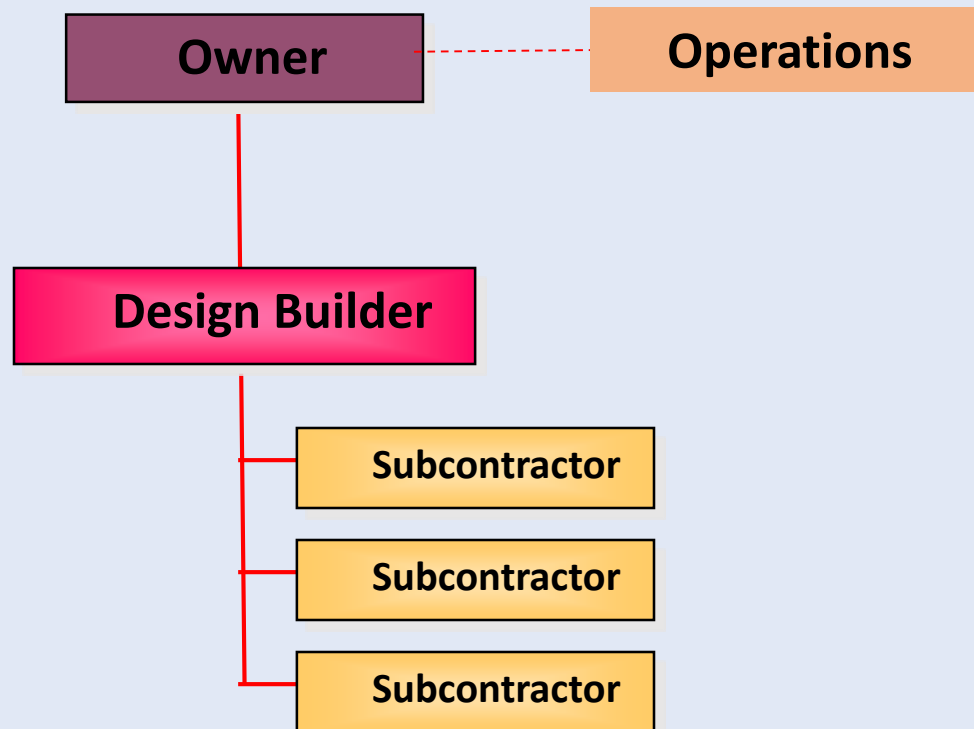 Owner
Operations
Design Builder
Subcontractor
Subcontractor
Subcontractor